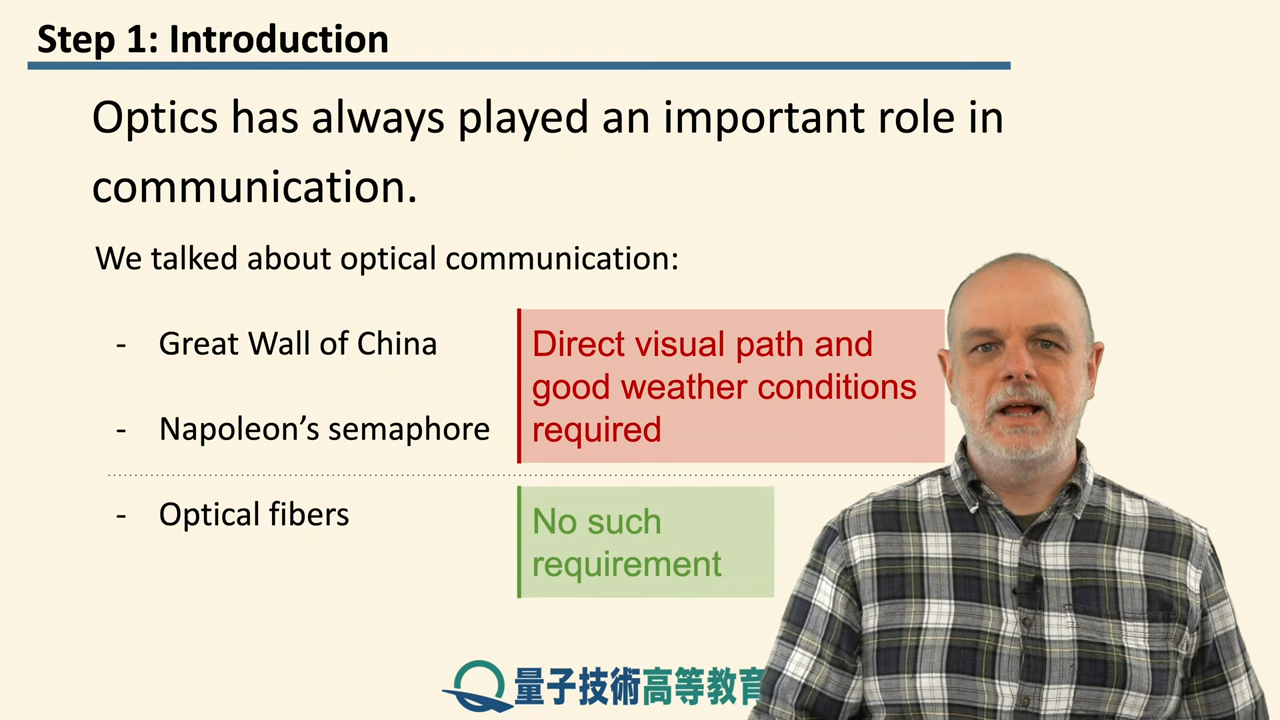 Step 1: Introduction
Optics has always played an important role in
communication.
We talked about optical communication:
- Great Wall of China
- Napoleon’s semaphore
Direct visual path and
good weather conditions
required
- Optical fibers
No such
requirement
量子技術高等教育